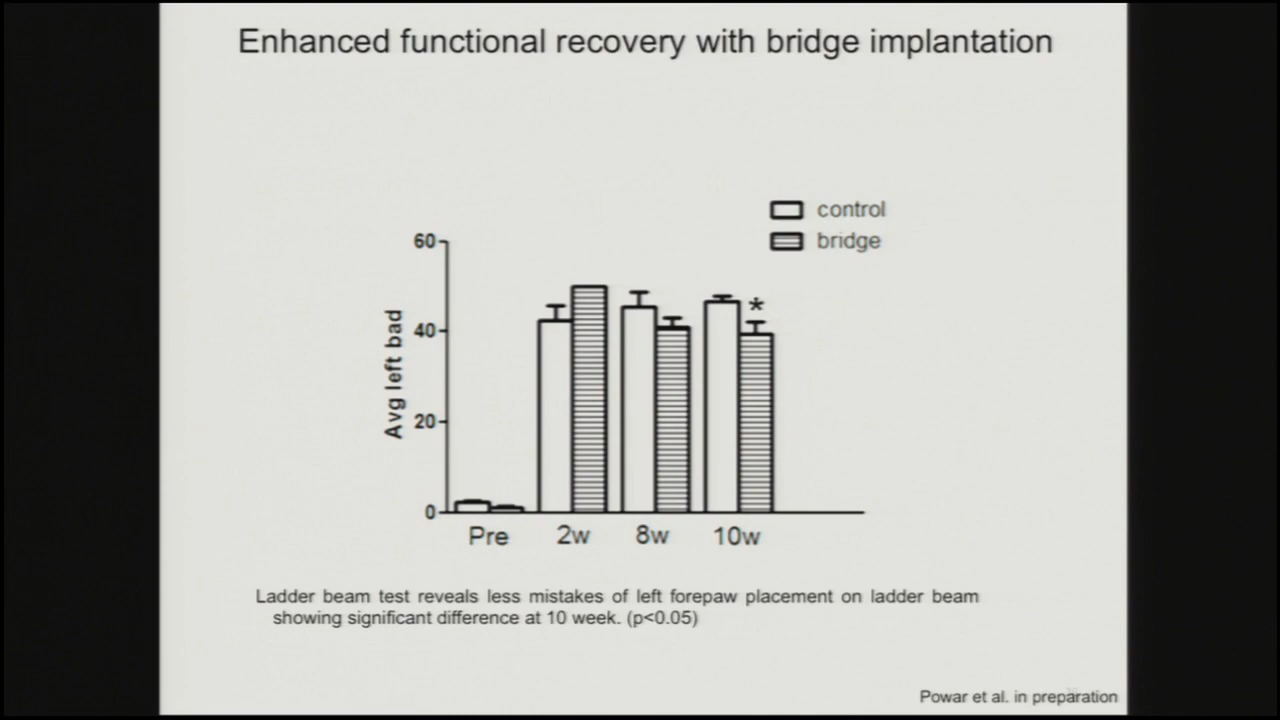 Enhanced functional recovery with bridge implantation
control
bridge
60
40
20
0
Avg left bad
*
Pre 2w 8w 10w
Ladder beam test reveals less mistakes of left forepaw placement on ladder beam
showing significant difference at 10 week. (p<0.05)
Powar et al. in preparation